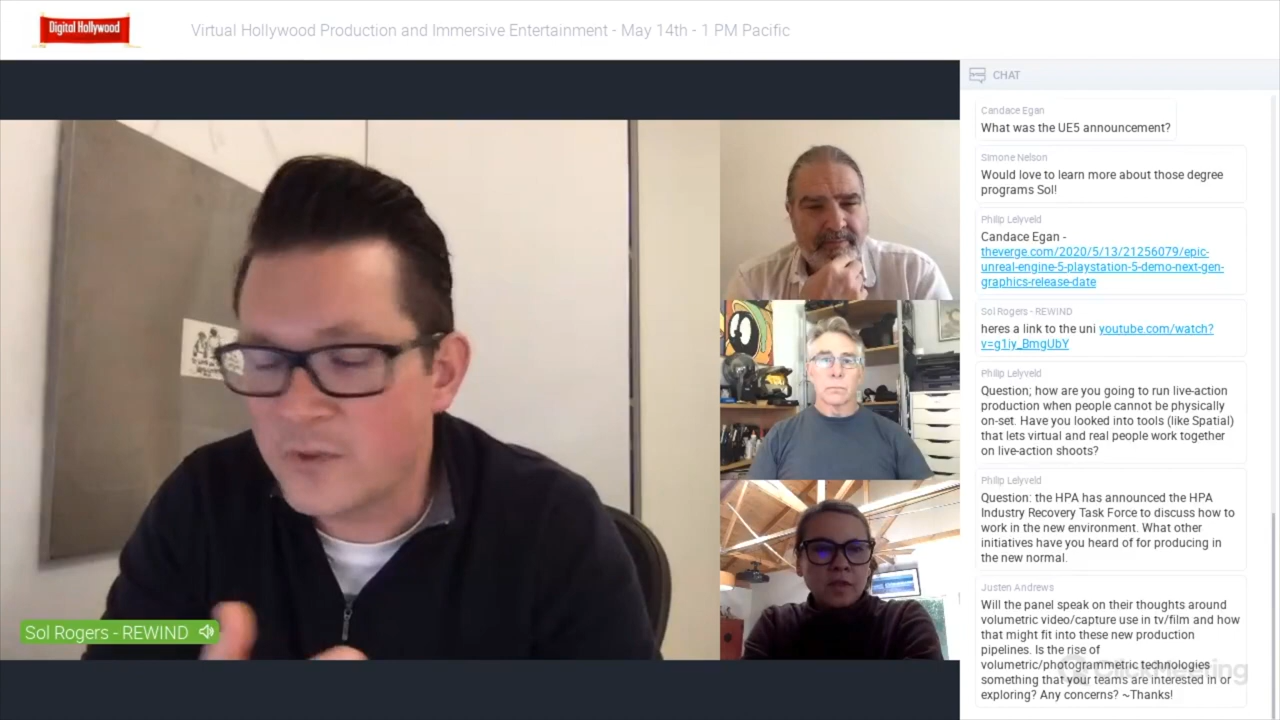 Digital Hollywood
Virtual Hollywood Production and Immersive Entertainment - May 14th - 1 PM Pacific
CHAT
Candace Egan
What was the UE5 announcement?
Simone Nelson
Would love to learn more about those degree
programs Sol!
Philip Lelyveld
Candace Egan -
theverge.com/2020/5/13/21256079/epic-
unreal-engine-5-playstation-5-demo-next-gen-
graphics-release-date
Sol Rogers - REWIND
heres a link to the uni youtube.com/watch?
v=g1iy_BmgUbY
Philip Lelyveld
Question; how are you going to run live-action
production when people cannot be physically
on-set. Have you looked into tools (like Spatial)
that lets virtual and real people work together
on live-action shoots?
Philip Lelyveld
Question: the HPA has announced the HPA
Industry Recovery Task Force to discuss how to
work in the new environment. What other
initiatives have you heard of for producing in
the new normal.
Justen Andrews
Will the panel speak on their thoughts around
volumetric video/capture use in tv/film and how
that might fit into these new production
pipelines. Is the rise of
volumetric/photogrammetric technologies
something that your teams are interested in or
exploring? Any concerns? ~Thanks!
ClickMeeting
Sol Rogers - REWIND